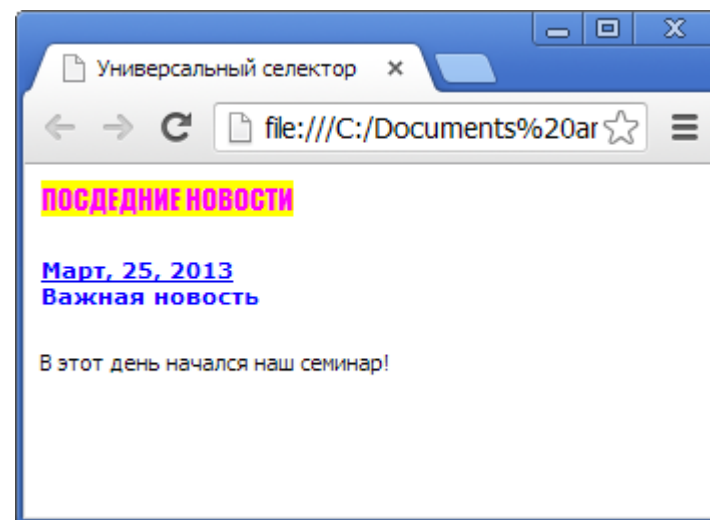 Универсальный селектор
file:///C:/Documents%20ar
ПОСДЕДНИЕ НОВОСТИ
Март, 25, 2013
Важная новость
В этот день начался наш семинар!